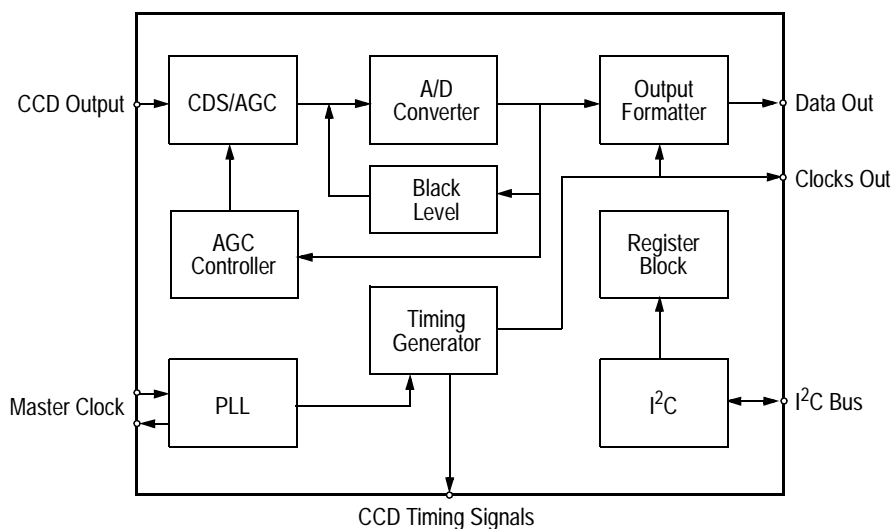 CCD Output
CDS/AGC
A/D
Converter
Output
Formatter
Data Out
Clocks Out
Black
Level
AGC
Controller
Register
Block
Timing
Generator
Master Clock
PLL
I²C
I²C Bus
CCD Timing Signals